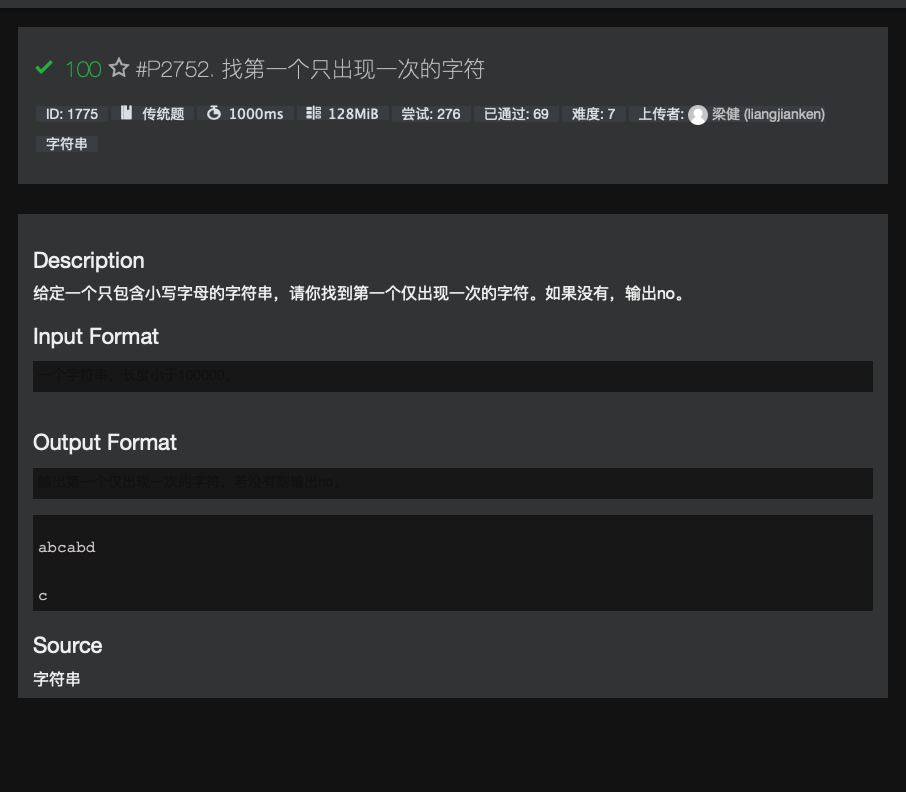 100 #P2752. 找第一个只出现一次的字符
ID: 1775 传统题 1000ms 128MiB 尝试: 276 已通过: 69 难度: 7 上传者: 梁健 (liangjianken)
字符串
Description
给定一个只包含小写字母的字符串，请你找到第一个仅出现一次的字符。如果没有，输出no。
Input Format
一个字符串，长度小于100000。
Output Format
输出第一个仅出现一次的字符，若没有则输出no。
abcabd
c
Source
字符串